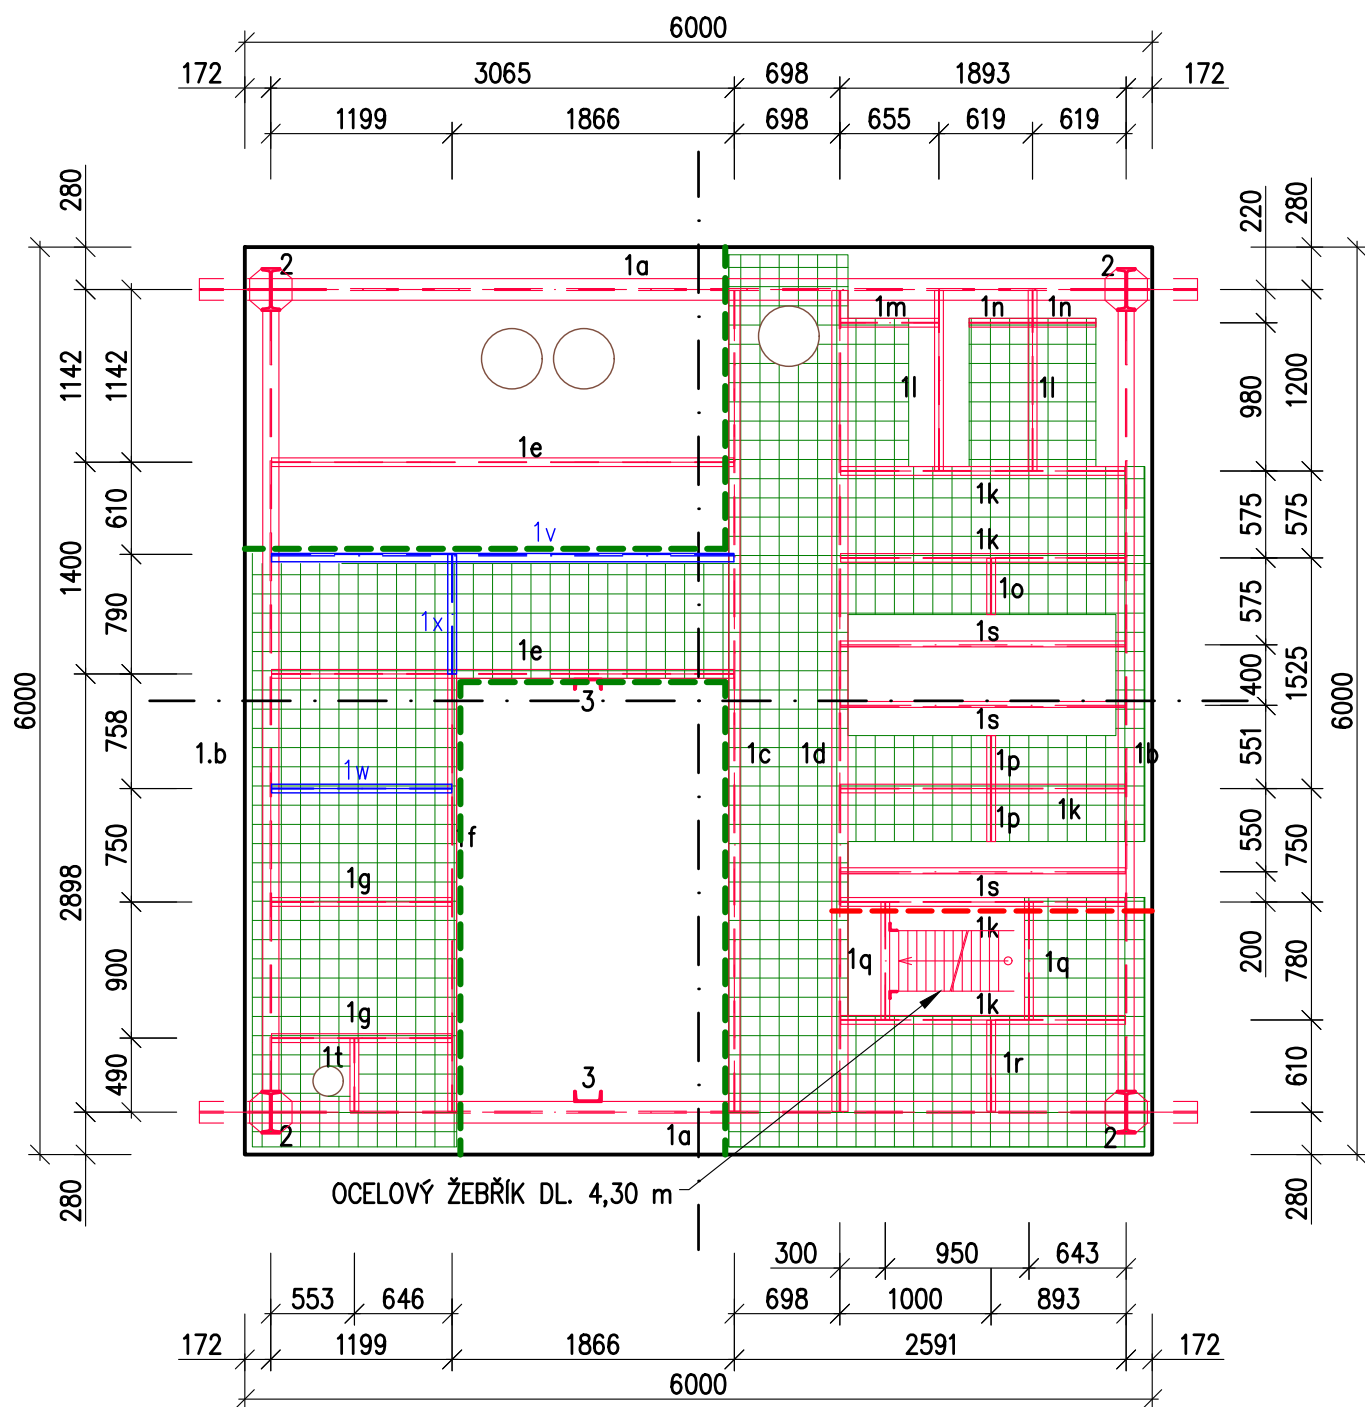 6000
172 3065 698 1893 172
1199 1866 698 655 619 619
280
1142
1400
2898
280
6000
1142
610
790
758
750
900
490
220
980
575
575
400
551
550
200
280
1200
575
1525
750
780
610
280
6000
2 1a 2
1m 1n 1n
1l 1l
1e
1k
1v 1k
1o
1x
1e 1s
3
1s
1.b 1c 1d 1b
1w 1p
1k
1p
f
1g 1s
1k
1q 1q
1g 1k
1t 1r
3
2 1a 2
OCELOVÝ ŽEBŘÍK DL. 4,30 m
300 950 643
553 646 698 1000 893
172 1199 1866 2591 172
6000